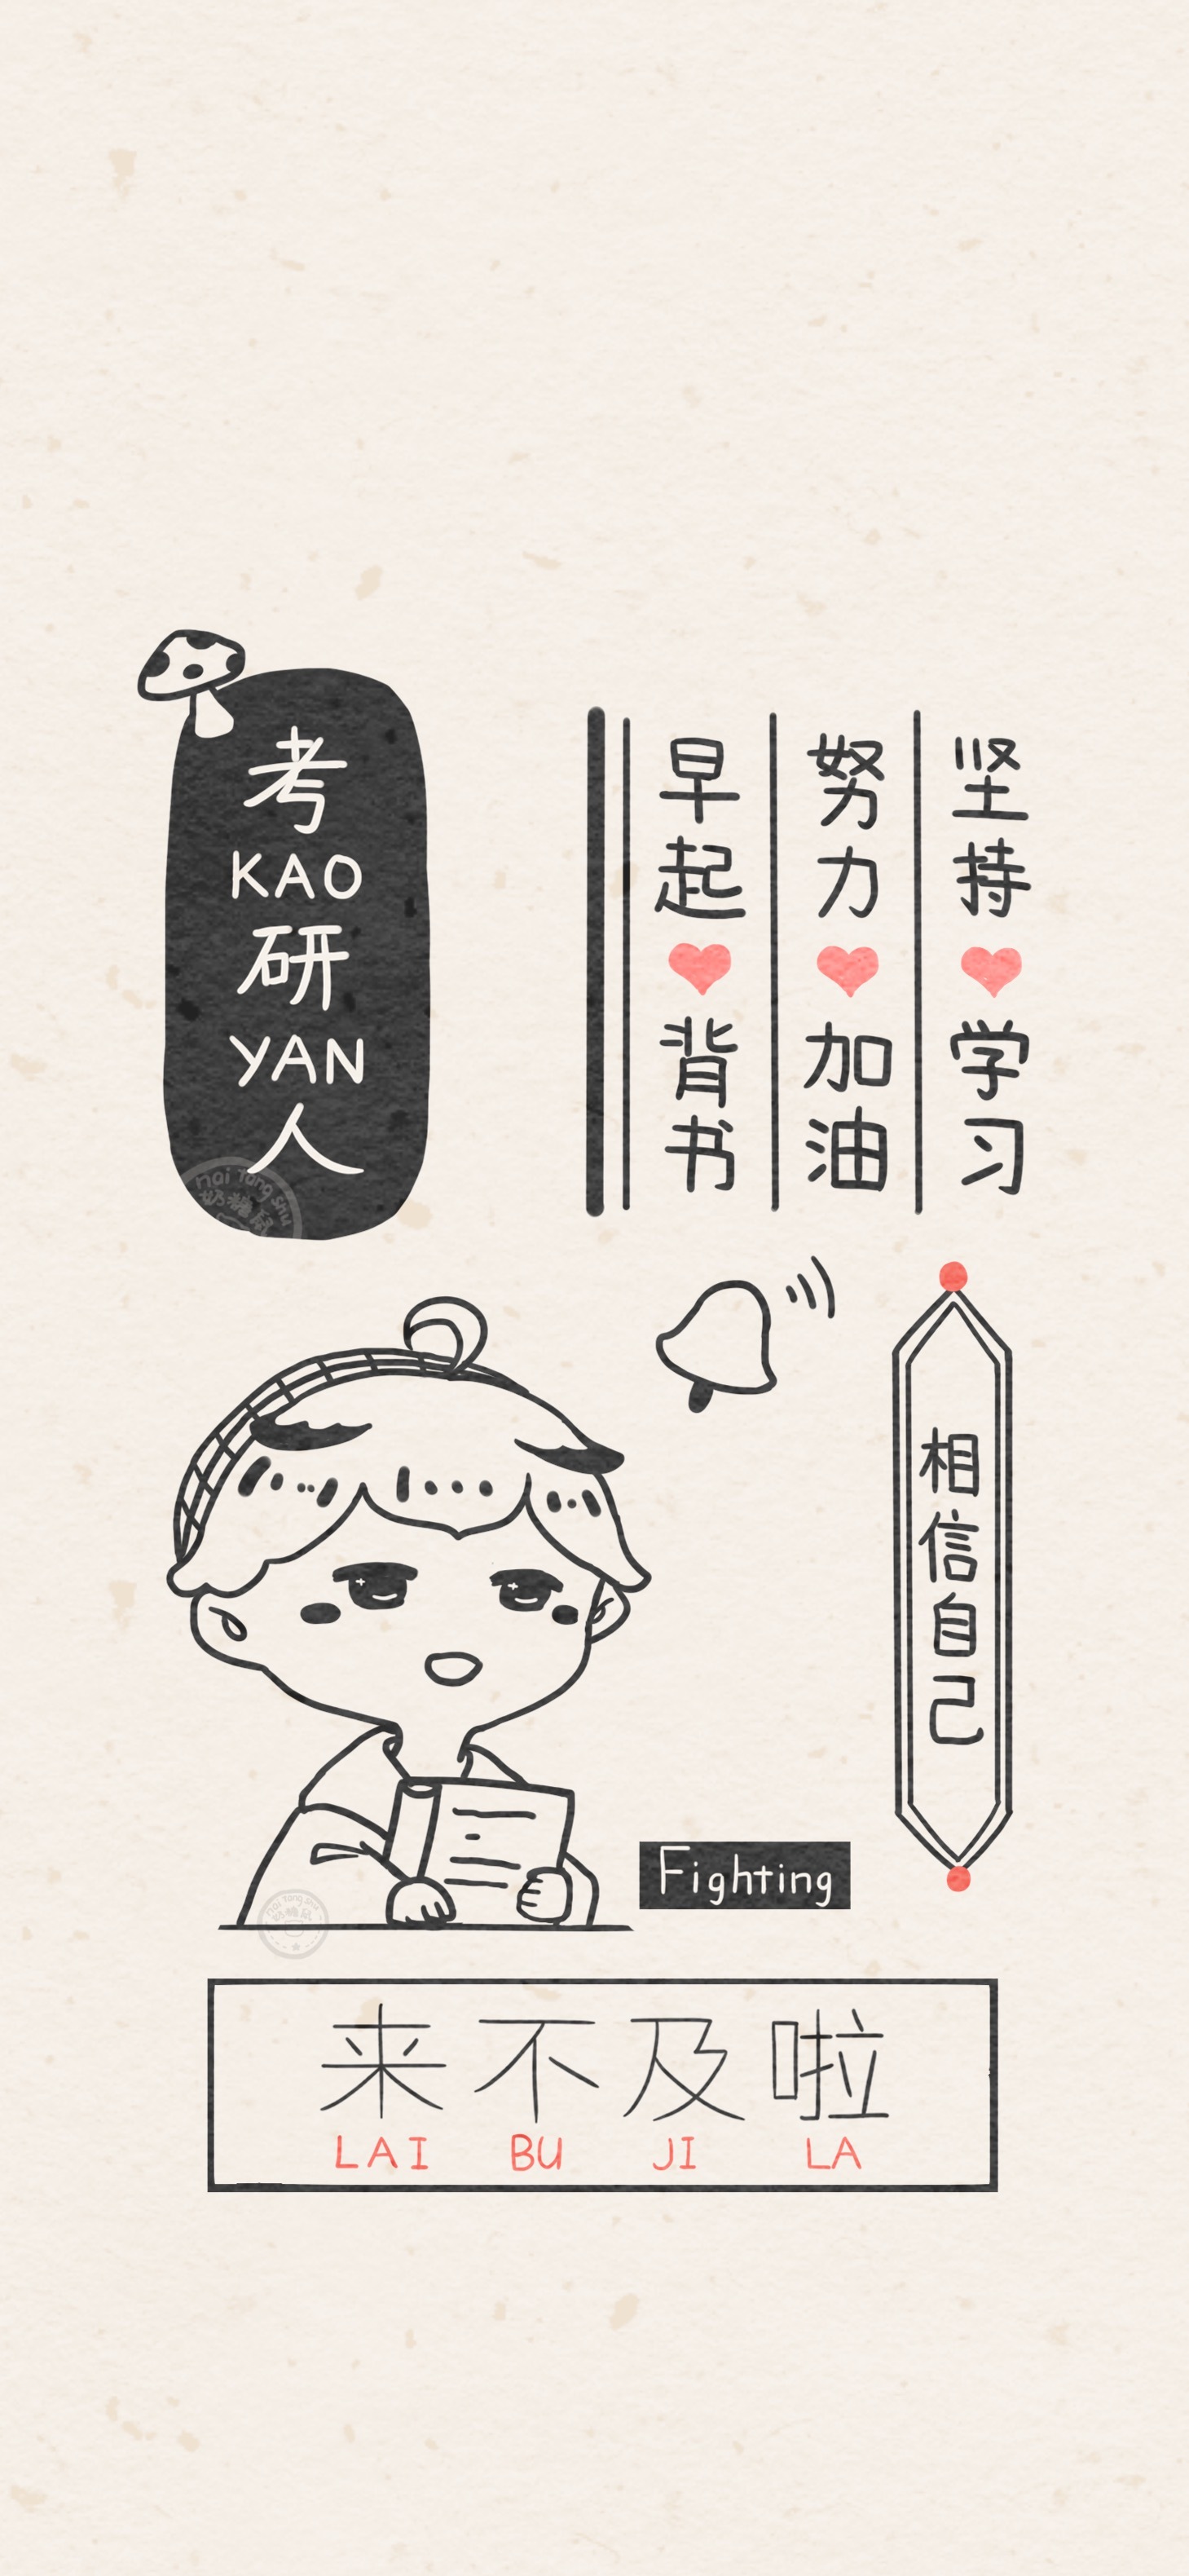 考
KAO
研
YAN
人
nai tang shu
奶糖鼠
坚持学习
努力加油
早起背书
相信自己
Fighting
nai tang shu
奶糖鼠
来不及啦
LAI BU JI LA